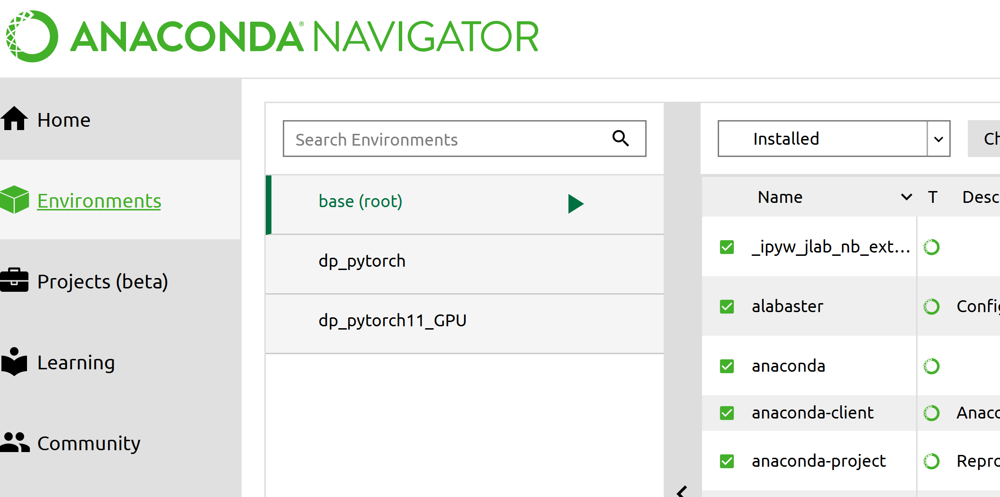 ANACONDA® NAVIGATOR
Home
Environments
Projects (beta)
Learning
Community
Search Environments
base (root)
dp_pytorch
dp_pytorch11_GPU
Installed
Ch
Name T Desc
_ipyw_jlab_nb_ext...
alabaster Config
anaconda
anaconda-client Anaco
anaconda-project Repro